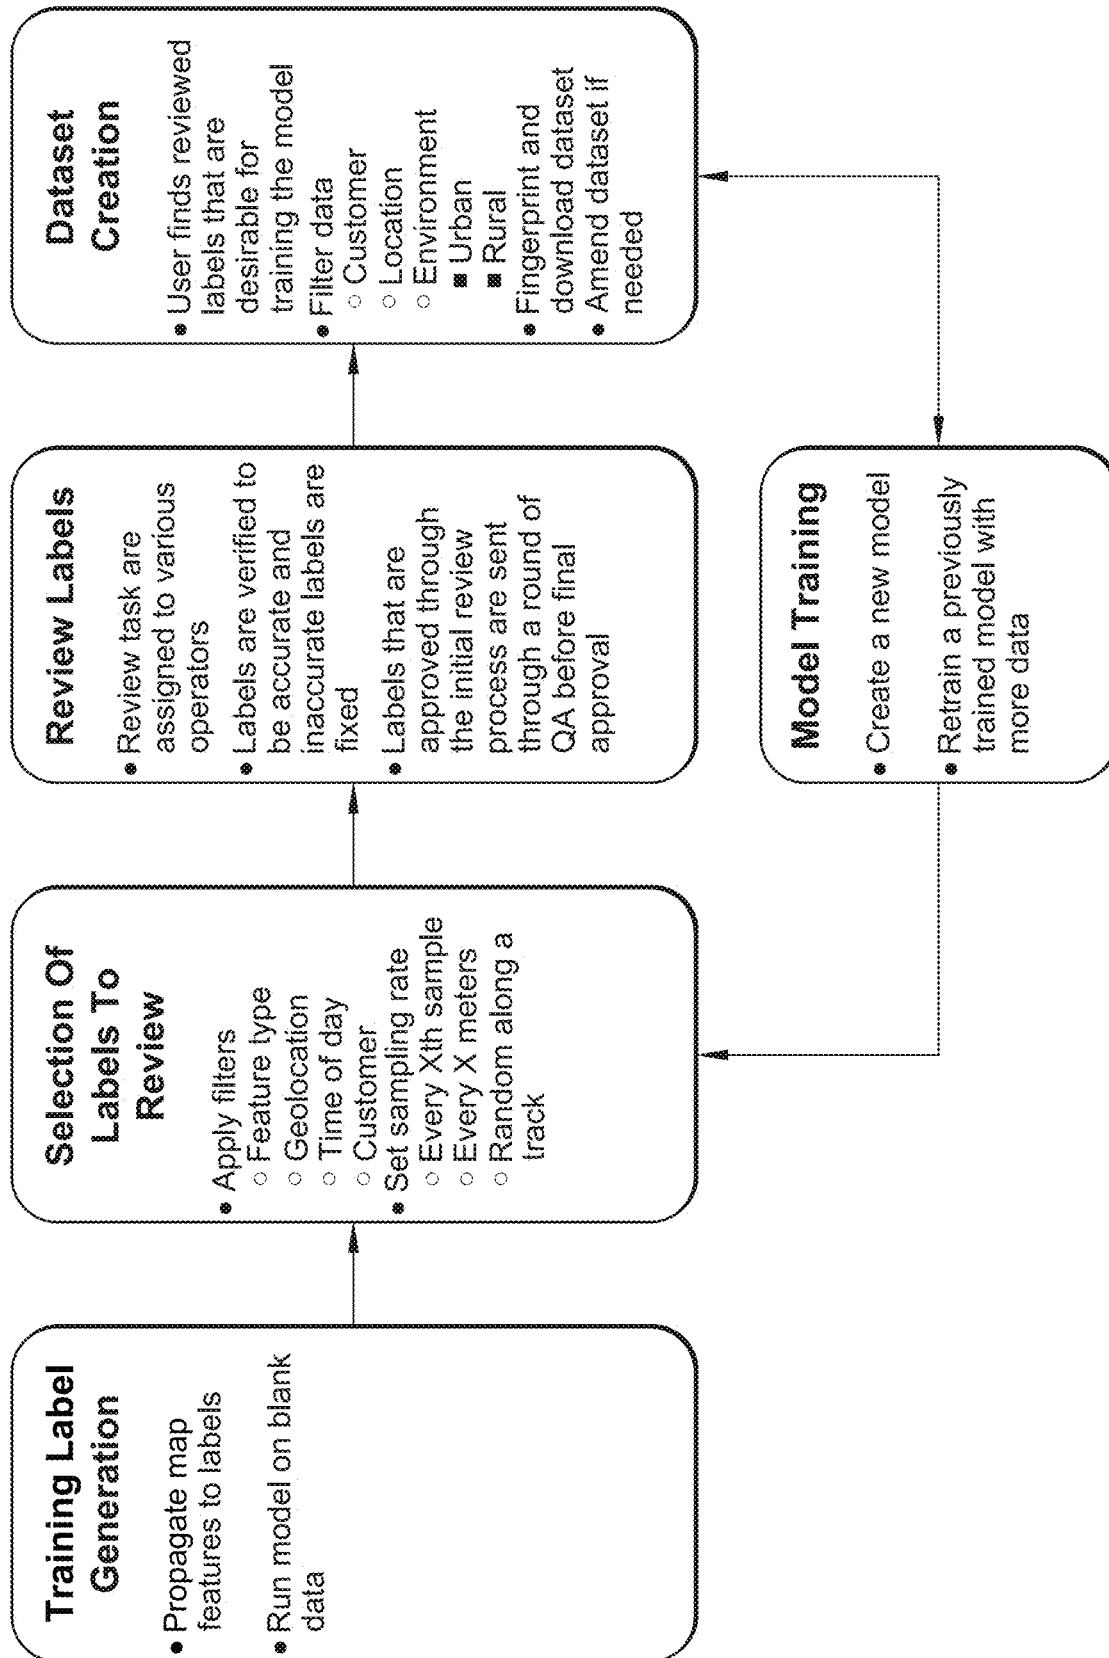 Training Label
Generation
• Propagate map
features to labels
• Run model on blank
data
Selection Of
Labels To
Review
• Apply filters
○ Feature type
○ Geolocation
○ Time of day
○ Customer
• Set sampling rate
○ Every Xth sample
○ Every X meters
○ Random along a
track
Review Labels
• Review task are
assigned to various
operators
• Labels are verified to
be accurate and
inaccurate labels are
fixed
• Labels that are
approved through
the initial review
process are sent
through a round of
QA before final
approval
Dataset
Creation
• User finds reviewed
labels that are
desirable for
training the model
• Filter data
○ Customer
○ Location
○ Environment
■ Urban
■ Rural
• Fingerprint and
download dataset
• Amend dataset if
needed
Model Training
• Create a new model
• Retrain a previously
trained model with
more data